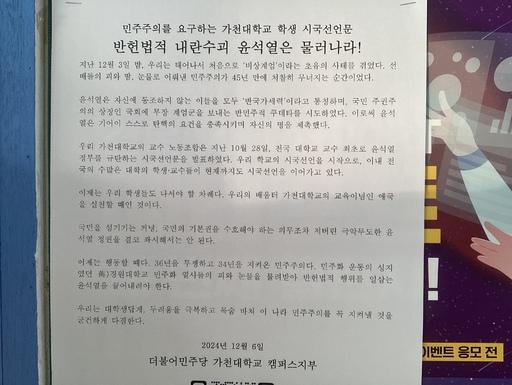 민주주의를 요구하는 가천대학교 학생 시국선언문
반헌법적 내란수괴 윤석열은 물러나라!
지난 12월 3일 밤, 우리는 태어나서 처음으로 '비상계엄'이라는 초유의 사태를 겪었다. 선
배들의 피와 땀, 눈물로 이뤄낸 민주주의가 45년 만에 처참히 무너지는 순간이었다.
윤석열은 자신에 동조하지 않는 이들을 모두 '반국가세력'이라고 통칭하며, 국민 주권주
의의 상징인 국회에 무장 계엄군을 보내는 반민주적 쿠데타를 시도하였다. 이로써 윤석
열은 기어이 스스로 탄핵의 요건을 충족시키며 자신의 명을 재촉했다.
우리 가천대학교의 교수 노동조합은 지난 10월 28일, 전국 대학교 교수 최초로 윤석열
정부를 규탄하는 시국선언문을 발표하였다. 우리 학교의 시국선언을 시작으로, 이내 전
국의 수많은 대학의 학생·교수들이 현재까지도 시국선언을 이어가고 있다.
이제는 우리 학생들도 나서야 할 차례다. 우리의 배움터 가천대학교의 교육이념인 애국
을 실천할 때인 것이다.
국민을 섬기기는 커녕, 국민의 기본권을 수호해야 하는 의무조차 저버린 극악무도한 윤
석열 정권을 결코 좌시해서는 안 된다.
이제는 행동할 때다. 36년을 투쟁하고 34년을 지켜온 민주주의다. 민주화 운동의 성지
였던 舊)경원대학교 민주화 열사들의 피와 눈물을 물려받아 반헌법적 행위를 일삼는
윤석열을 끌어내려야 한다.
우리는 대학생답게, 두려움을 극복하고 목숨 바쳐 이 나라 민주주의를 꼭 지켜낼 것을
굳건하게 다짐한다.
2024년 12월 6일
더불어민주당 가천대학교 캠퍼스지부
!
이벤트 응모 전